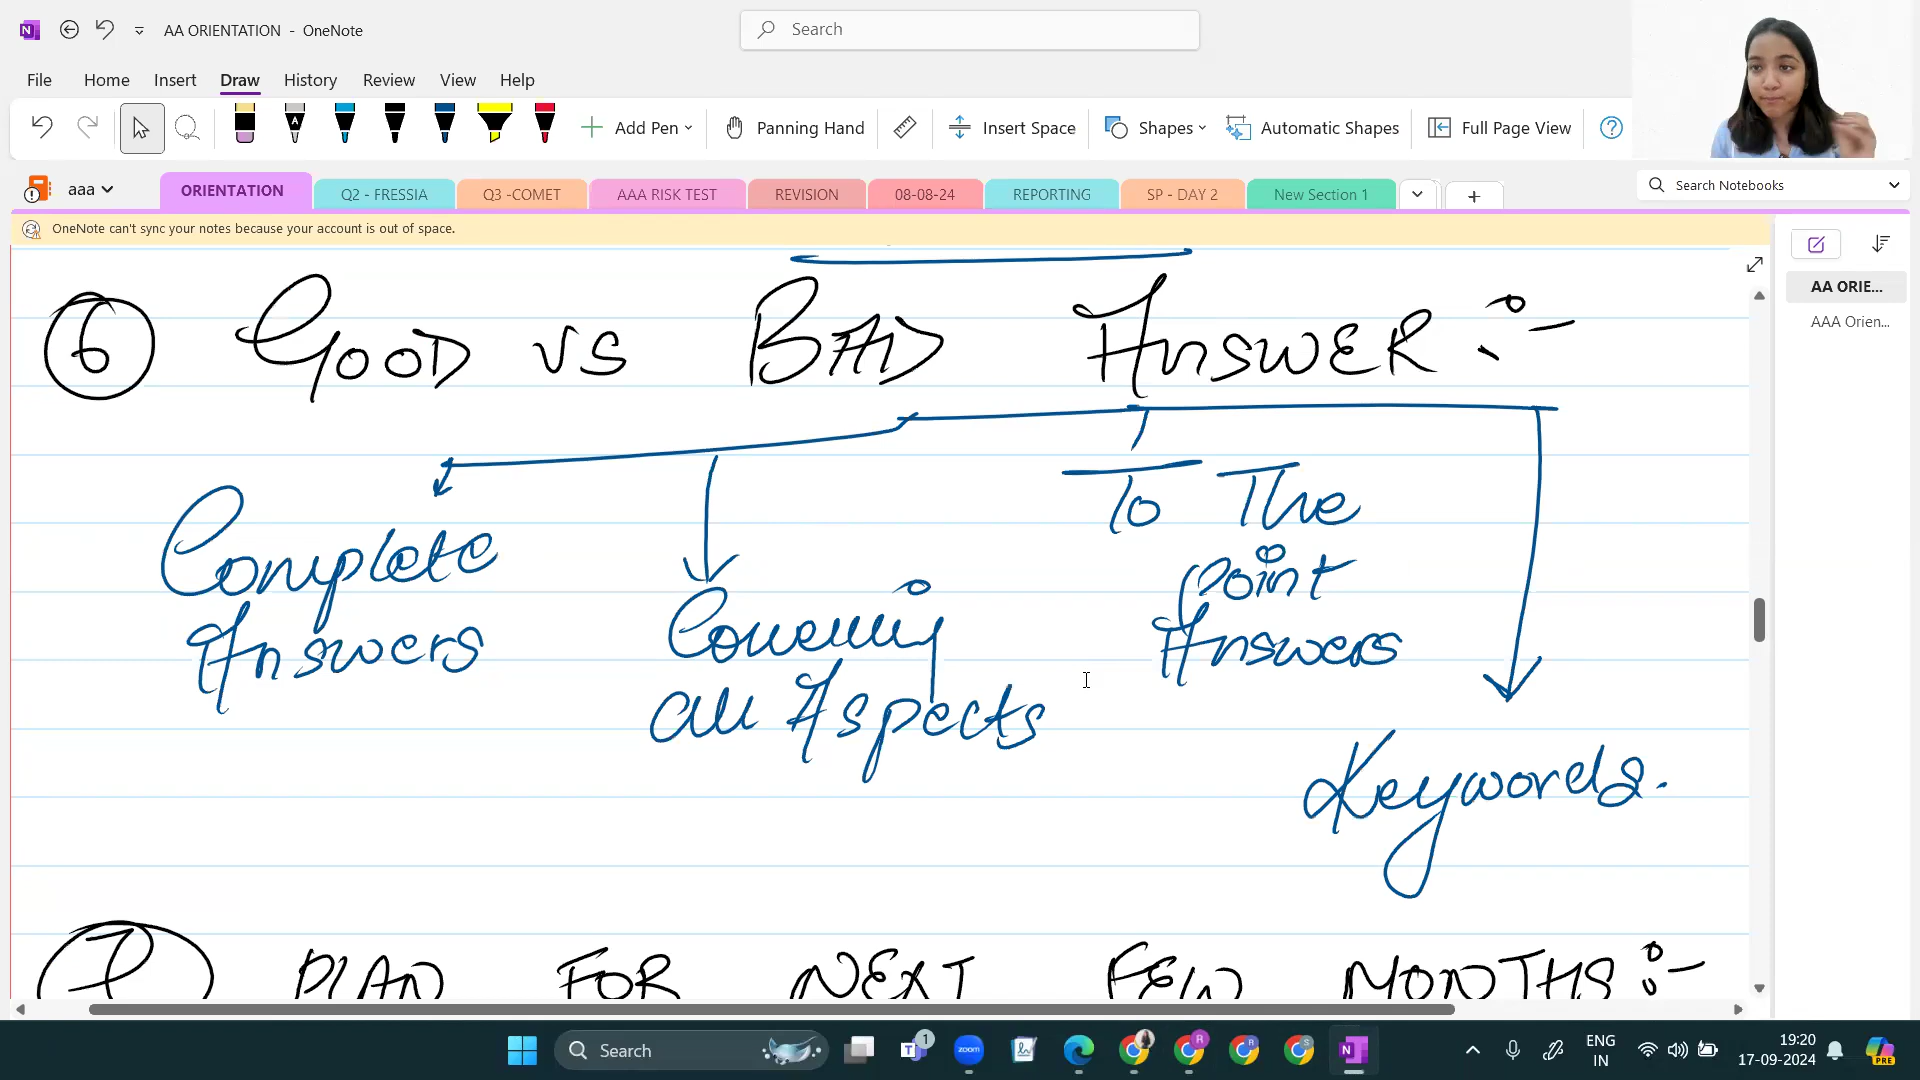 AA ORIENTATION - OneNote
Search
File Home Insert Draw History Review View Help
A
Add Pen
Panning Hand
Insert Space
Shapes
Automatic Shapes
Full Page View
?
aaa
ORIENTATION
Q2 - FRESSIA
Q3 -COMET
AAA RISK TEST
REVISION
08-08-24
REPORTING
SP - DAY 2
New Section 1
+
Search Notebooks
OneNote can't sync your notes because your account is out of space.
AA ORIE...
AAA Orien...
6 GOOD VS BAD ANSWER :-
Complete
Answers
Covering
all Aspects
To The
Point
Answers
Keywords.
7 PLAN FOR NEXT FEW MONTHS :-
Search
1
zoom
R
S
ENG
IN
19:20
17-09-2024
PRE